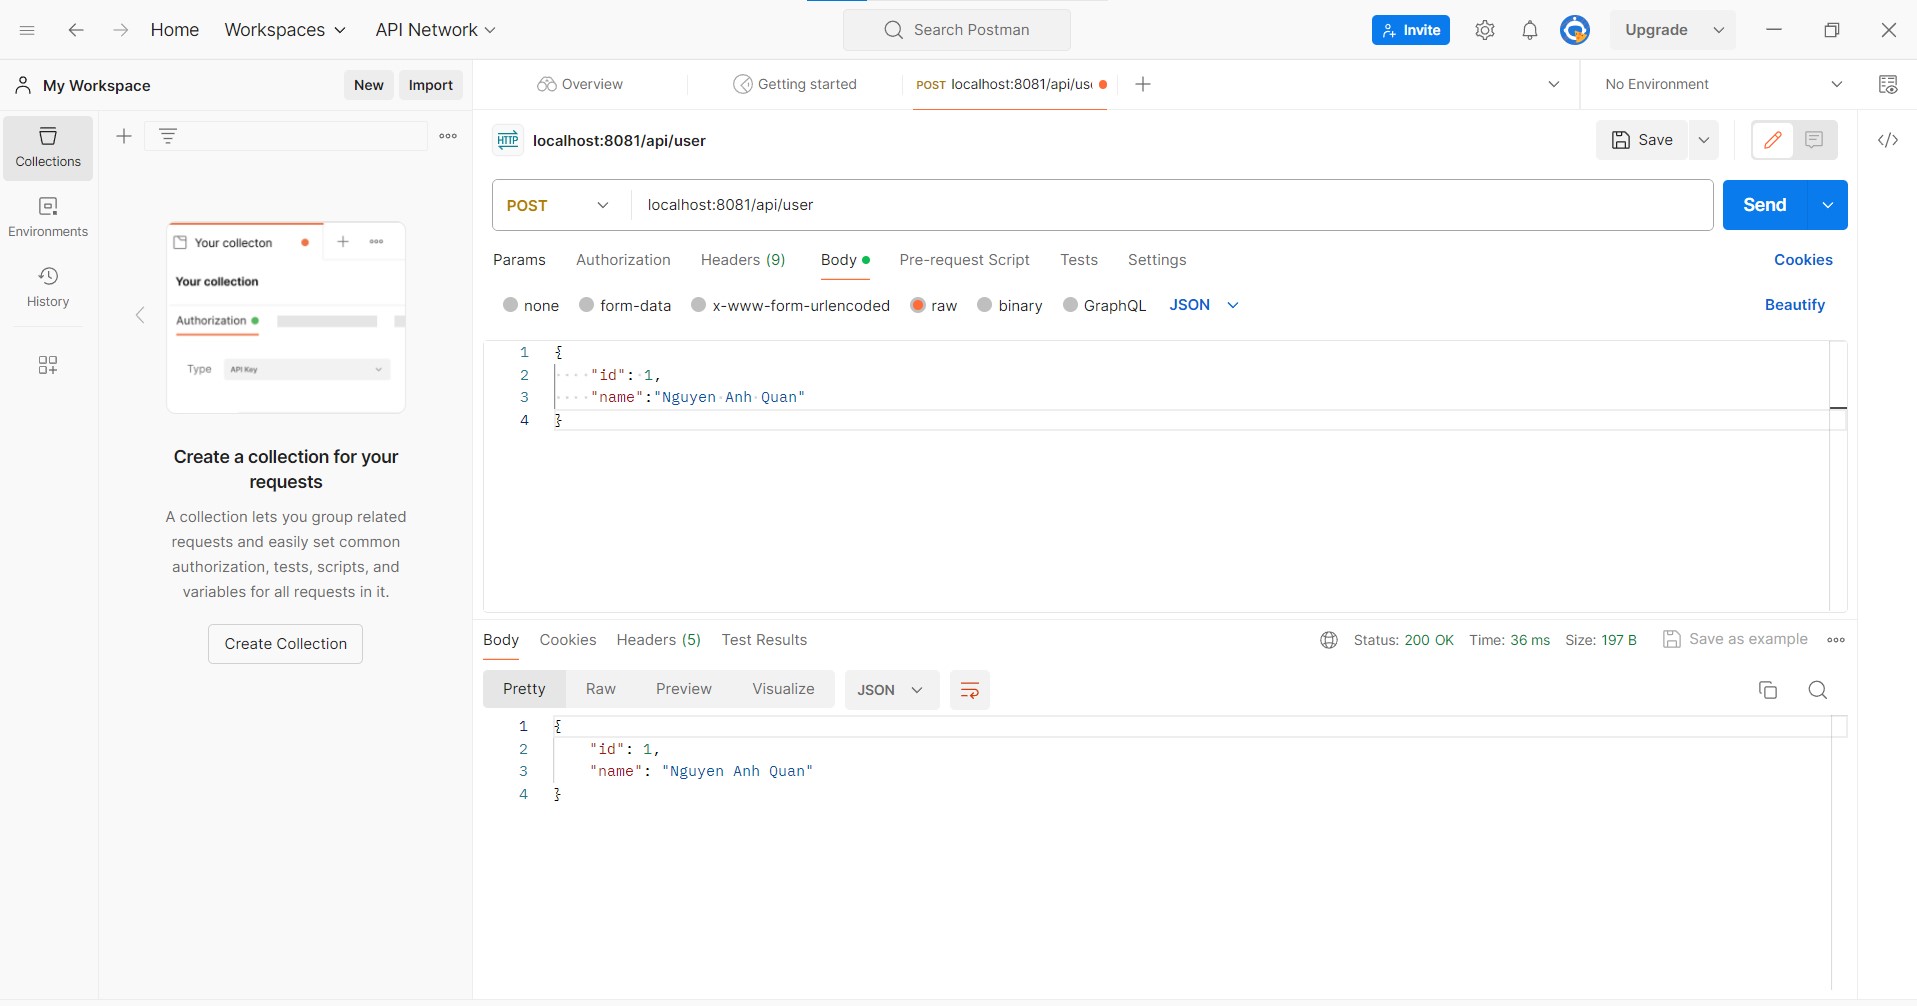 Home Workspaces API Network Search Postman Invite Upgrade
My Workspace New Import Overview Getting started POST localhost:8081/api/use No Environment
Collections
Environments
History
Your collecton
Your collection
Authorization
Type API Key
Create a collection for your
requests
A collection lets you group related
requests and easily set common
authorization, tests, scripts, and
variables for all requests in it.
Create Collection
HTTP localhost:8081/api/user Save
POST localhost:8081/api/user Send
Params Authorization Headers (9) Body Pre-request Script Tests Settings Cookies
none form-data x-www-form-urlencoded raw binary GraphQL JSON Beautify
1 {
2 "id": 1,
3 "name":"Nguyen Anh Quan"
4 }
Body Cookies Headers (5) Test Results Status: 200 OK Time: 36 ms Size: 197 B Save as example
Pretty Raw Preview Visualize JSON
1 {
2 "id": 1,
3 "name": "Nguyen Anh Quan"
4 }